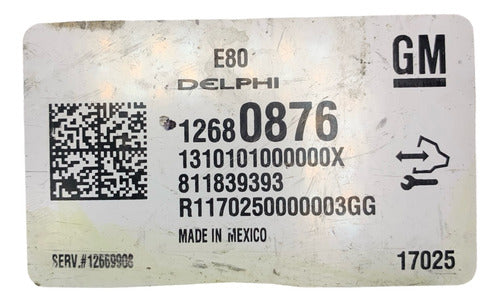 E80
GM
DELPHI
12680876
1310101000000X
811839393
R1170250000003GG
MADE IN MEXICO
SERV.#12669908
17025